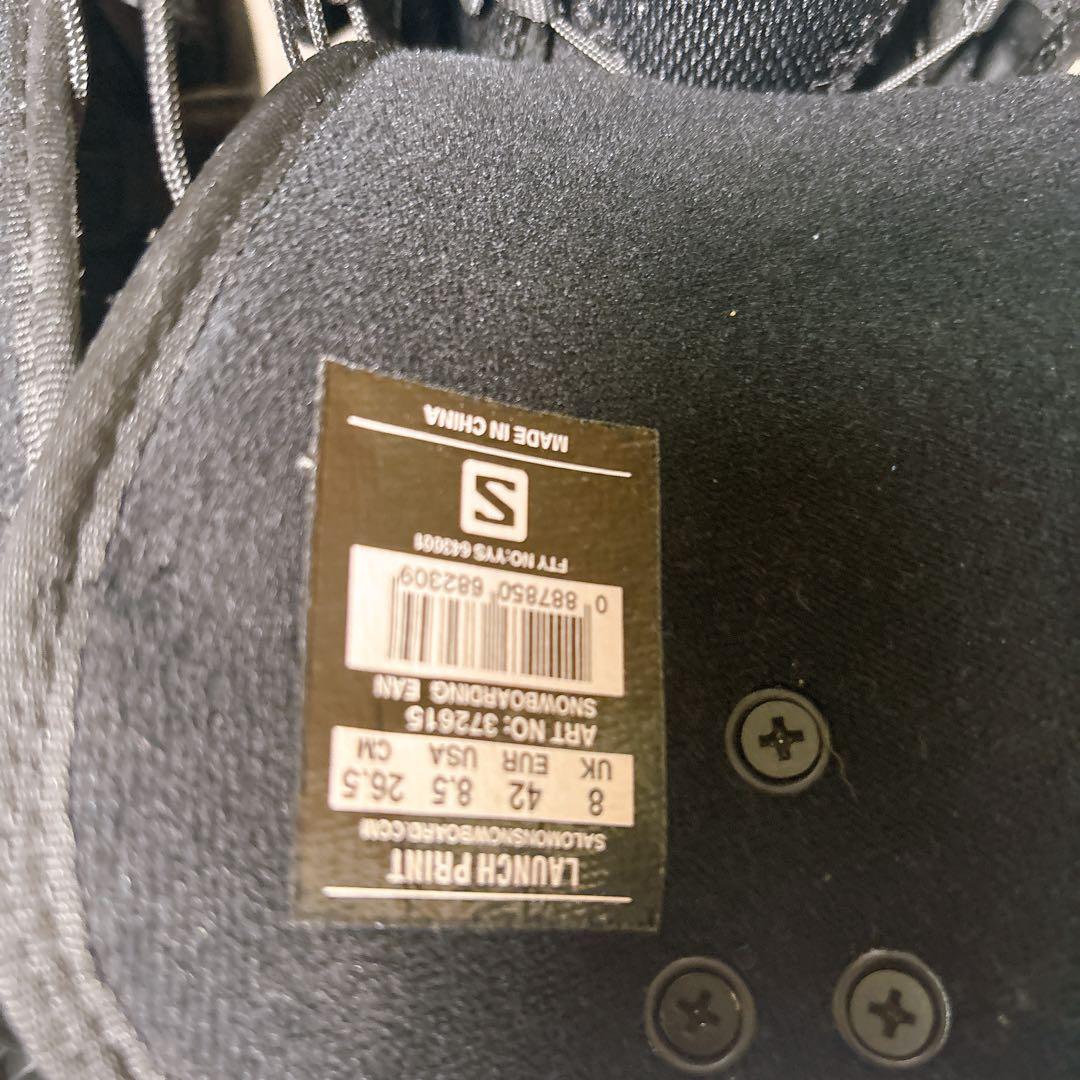 LAUNCH PRINT
SALOMONSNOWBOARD.COM
8 42 8.5 26.5
UK EUR USA CM
ART NO: 372615
SNOWBOARDING EAN
0 887850 682309
FTY NO:YYS 643001
S
MADE IN CHINA